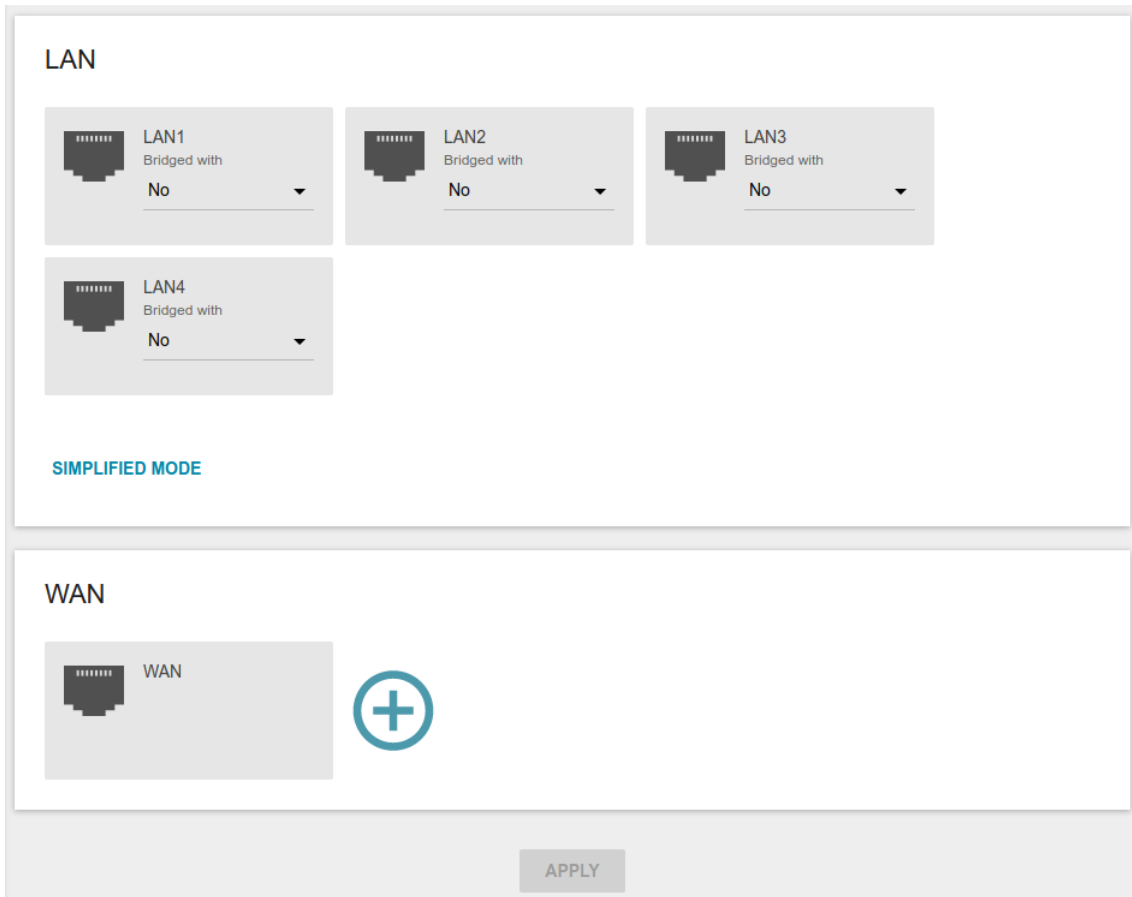 LAN
LAN1
Bridged with
No
LAN2
Bridged with
No
LAN3
Bridged with
No
LAN4
Bridged with
No
SIMPLIFIED MODE
WAN
WAN
APPLY